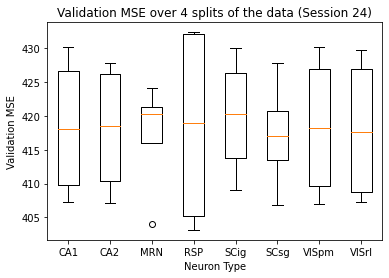 Validation MSE over 4 splits of the data (Session 24)
Validation MSE
430
425
420
415
410
405
CA1 CA2 MRN RSP SCig SCsg VISpm VISrl
Neuron Type